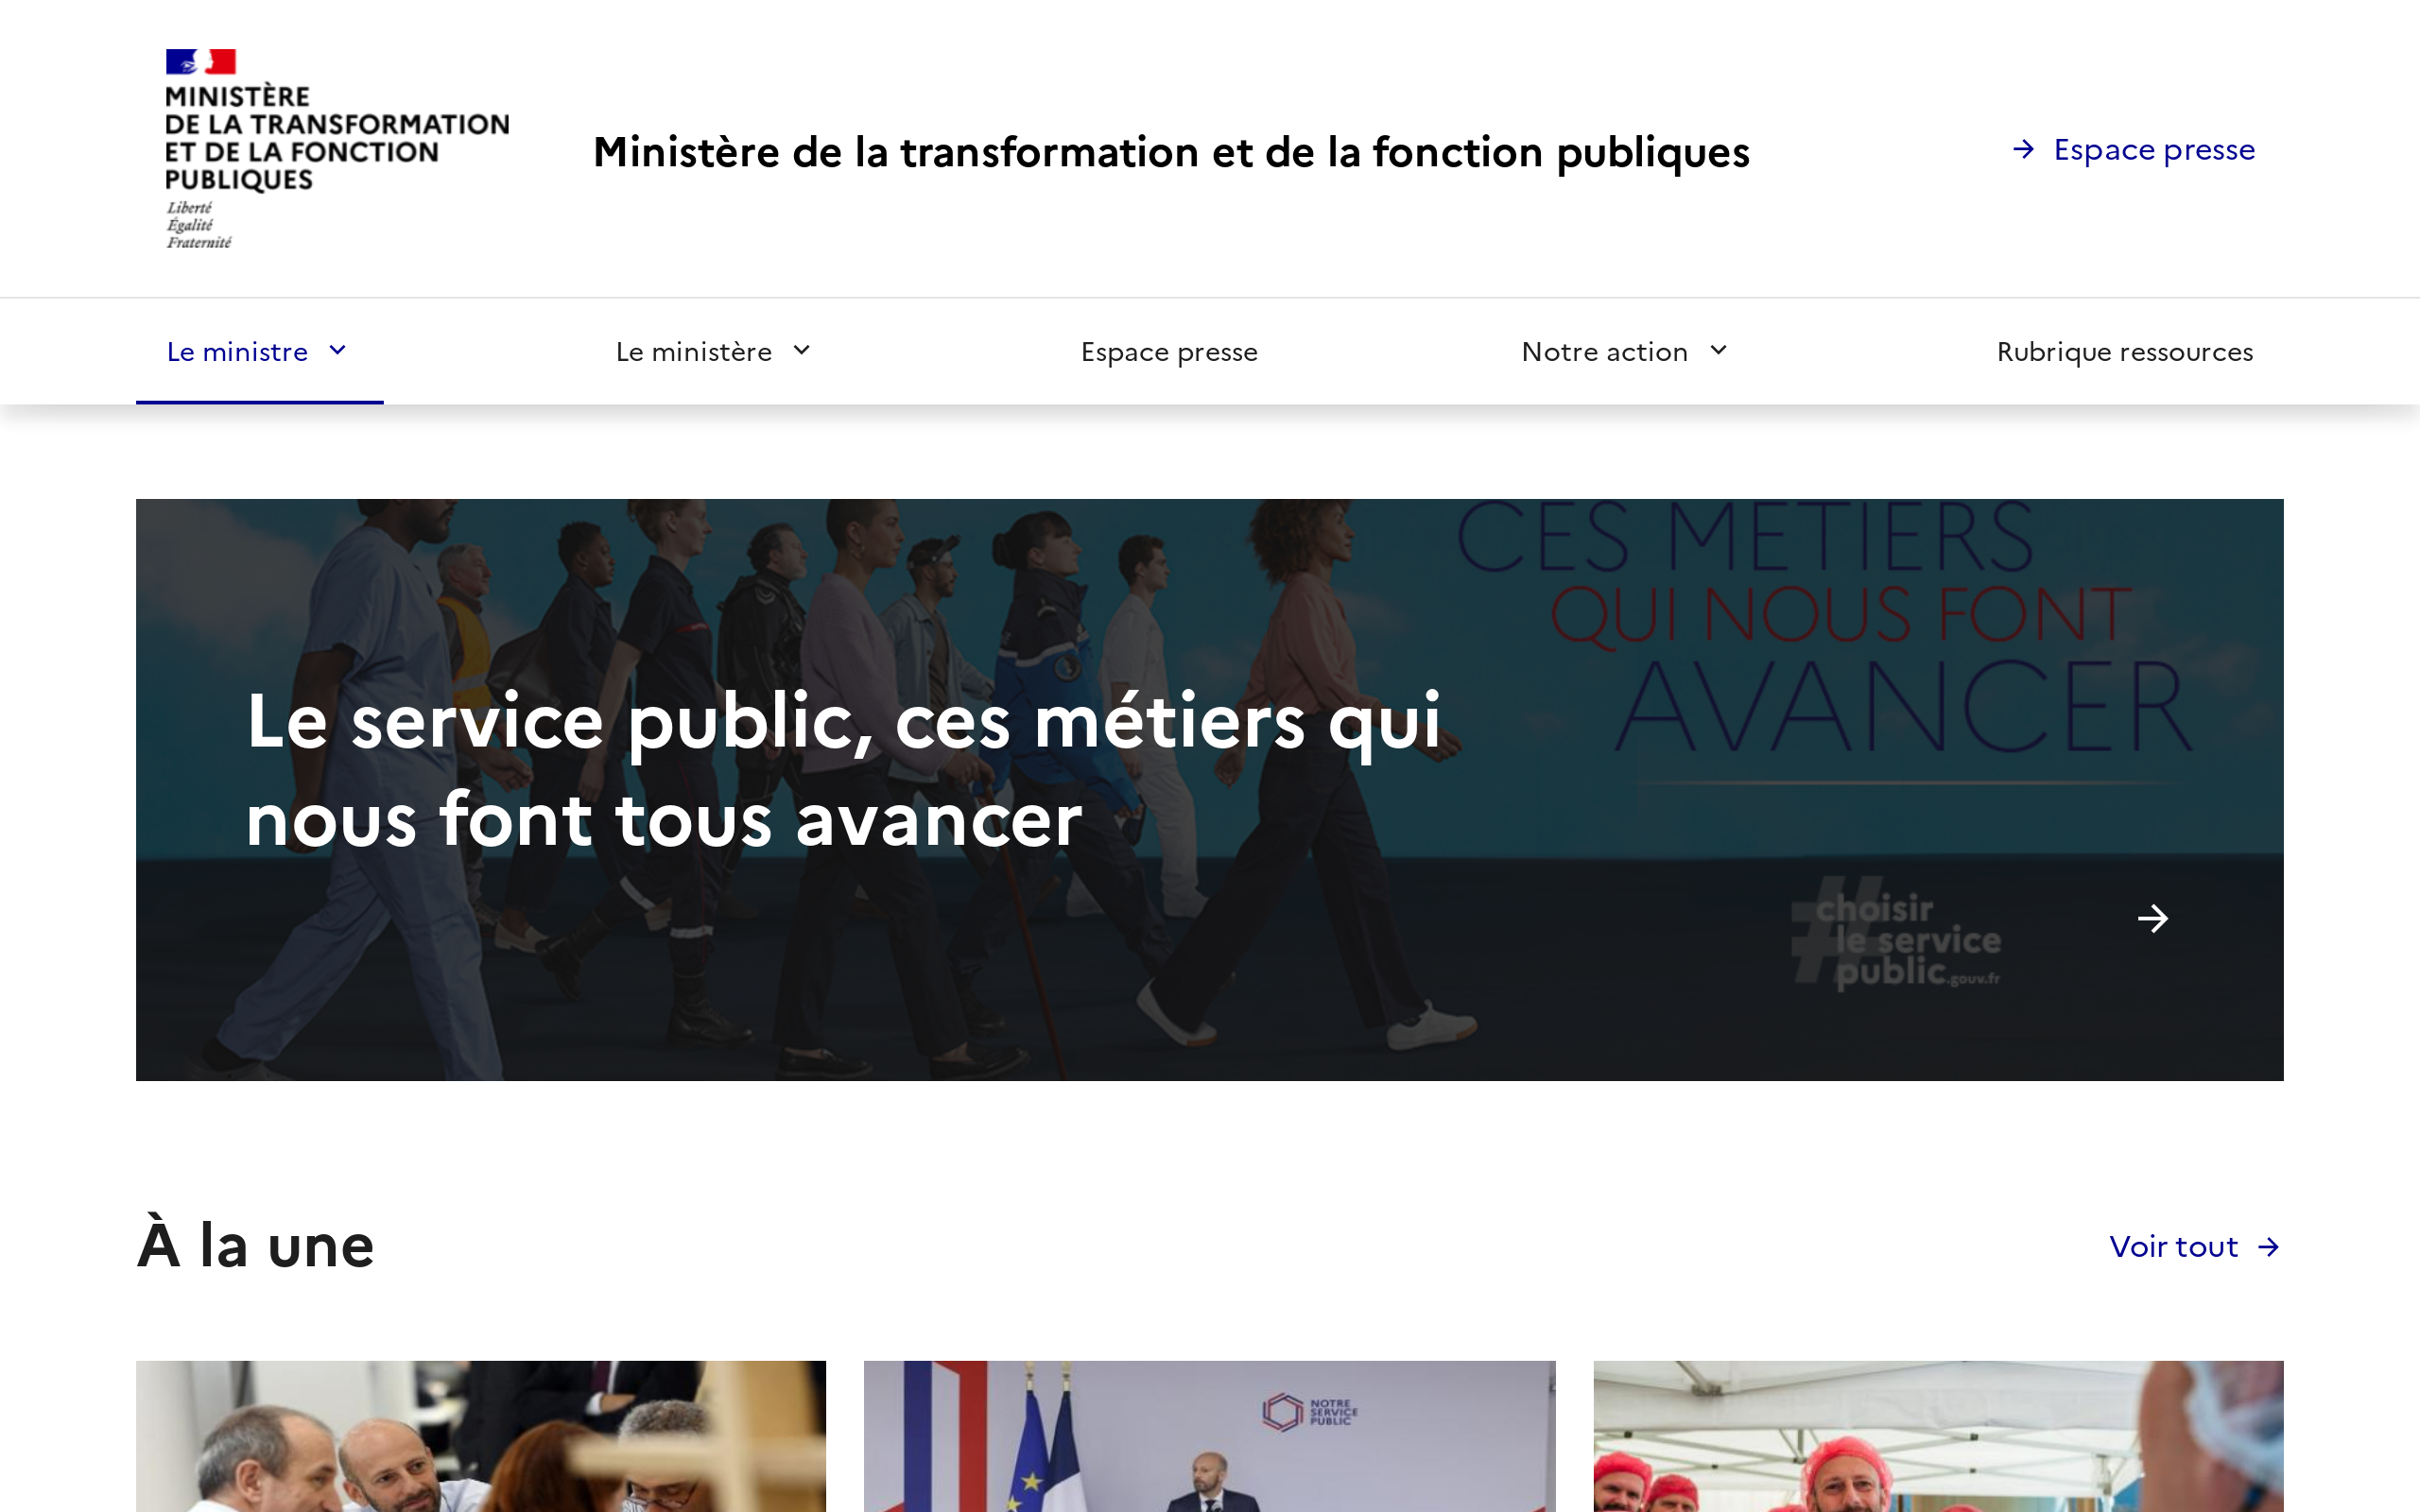 MINISTÈRE
DE LA TRANSFORMATION
ET DE LA FONCTION
PUBLIQUES
Liberté
Égalité
Fraternité
Ministère de la transformation et de la fonction publiques
Espace presse
Le ministre
Le ministère
Espace presse
Notre action
Rubrique ressources
CES METIERS
QUI NOUS FONT
AVANCER
Le service public, ces métiers qui
nous font tous avancer
#choisir
le service
public.gouv.fr
À la une
Voir tout
NOTRE
SERVICE
PUBLIC